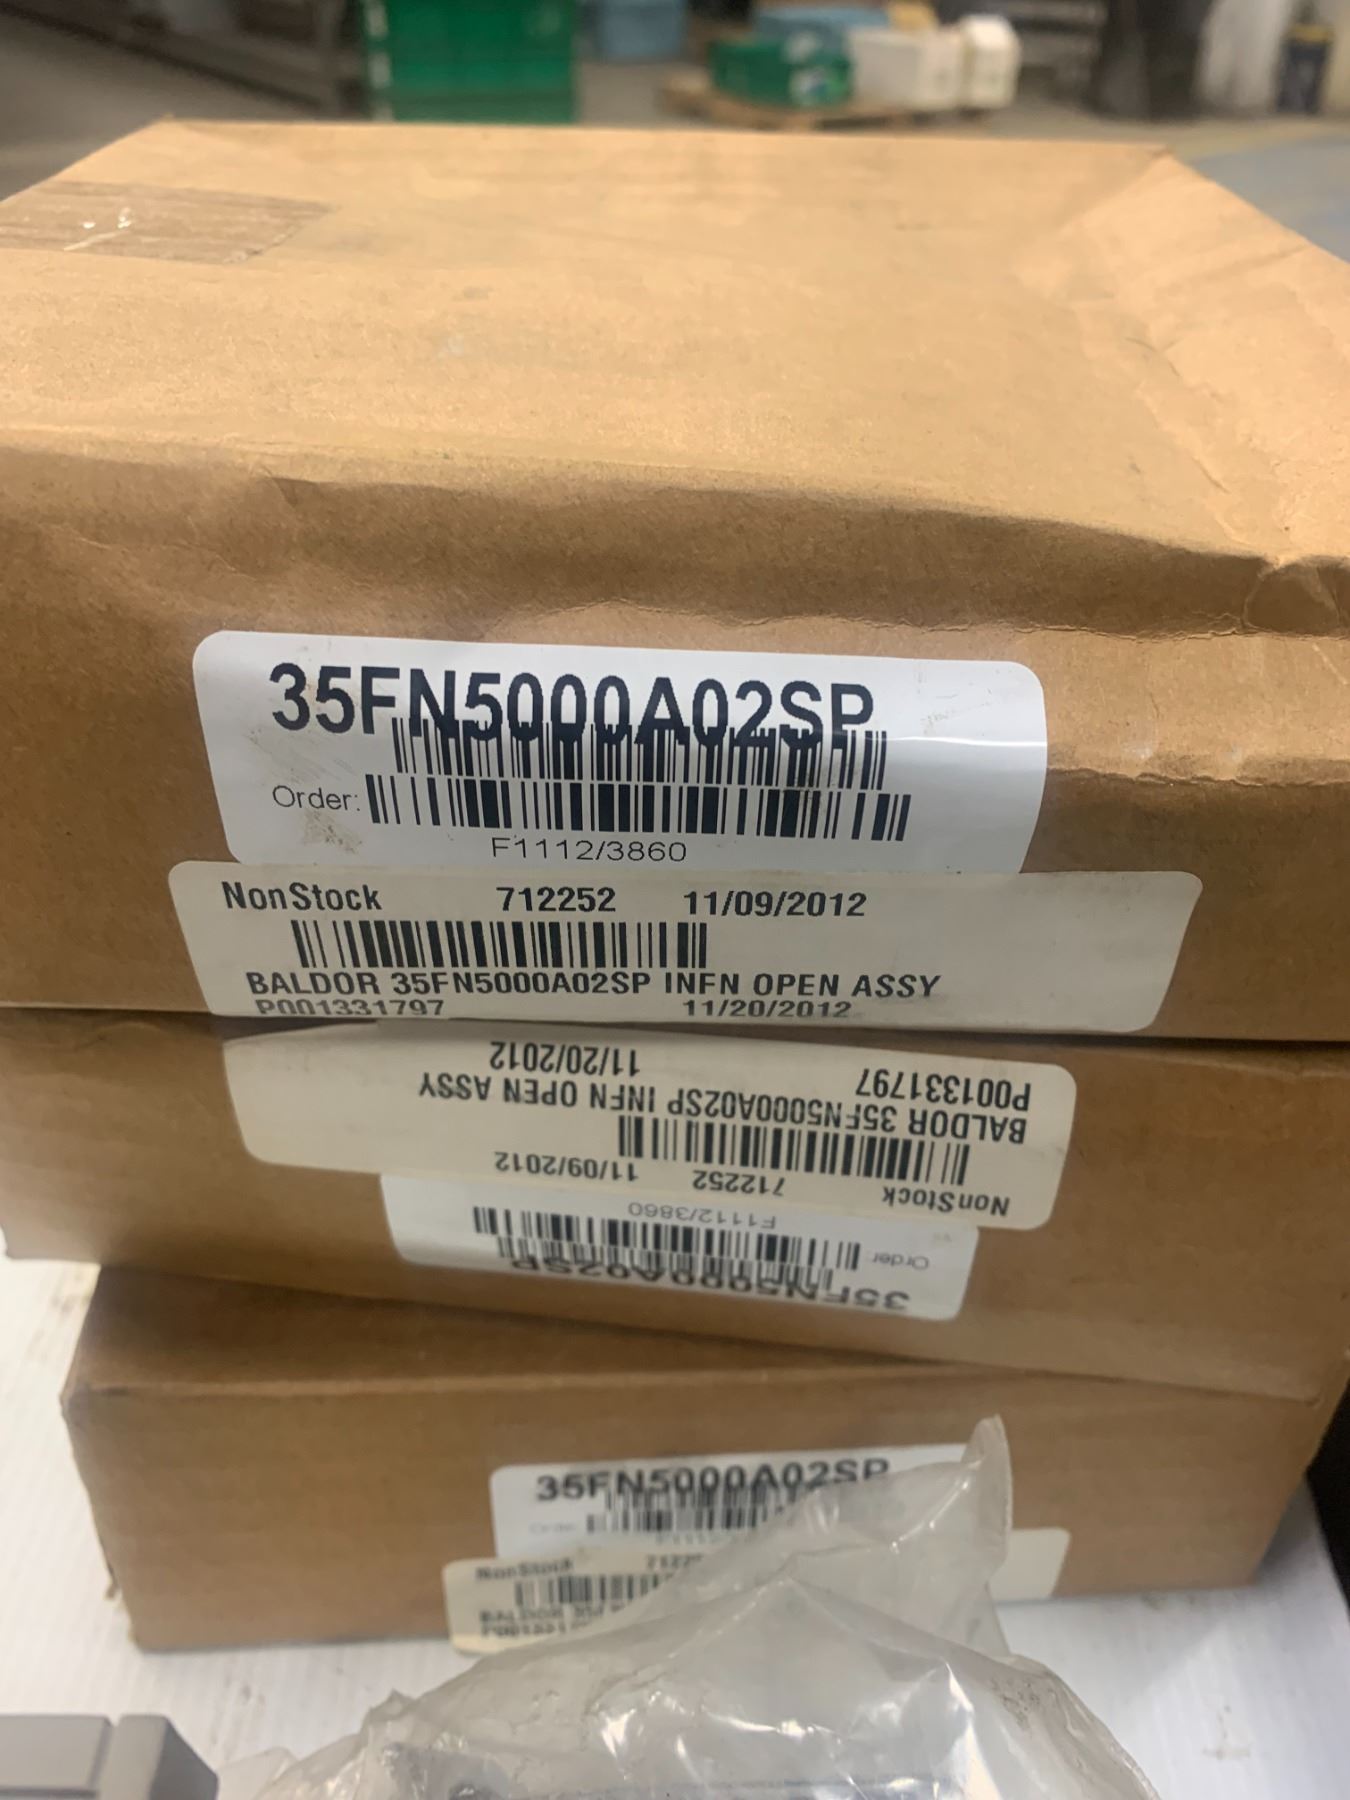 35FN5000A02SP
Order:
F1112/3860
NonStock 712252 11/09/2012
BALDOR 35FN5000A02SP INFN OPEN ASSY
P001331797 11/20/2012
P001331797 11/20/2012
BALDOR 35FN5000A02SP INFN OPEN ASSY
NonStock 712252 11/09/2012
F1112/3860
Order:
35FN5000A02SP
35FN5000A02SP
Order:
NonStock
BALDOR